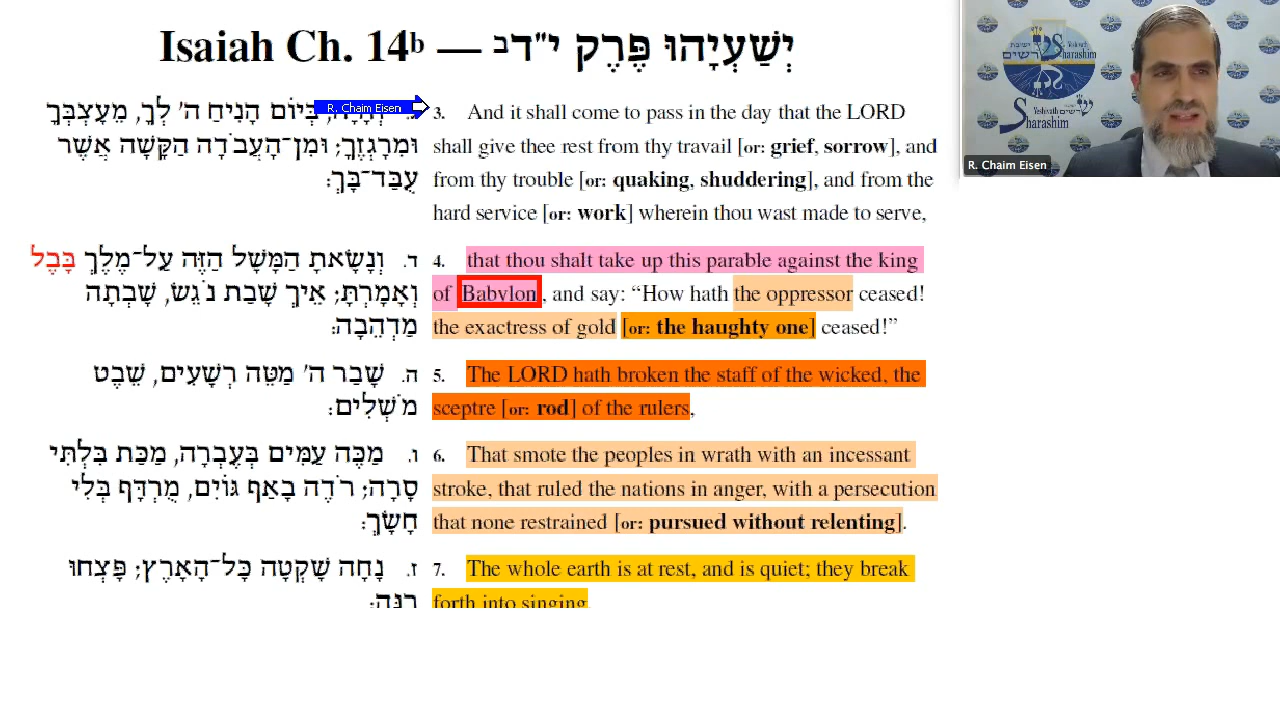 Isaiah Ch. 14ᵇ — יְשַׁעְיָהוּ פֶּרֶק י"דᵇ
בְּיוֹם הָנִיחַ ה' לְךָ, מֵעָצְבְּךָ
וּמִרָגְזֶךָ; וּמִן־הָעֲבֹדָה הַקָּשָׁה אֲשֶׁר
עֻבַּד־בָּךְ:
R. Chaim Eisen
3. And it shall come to pass in the day that the LORD
shall give thee rest from thy travail [or: grief, sorrow], and
from thy trouble [or: quaking, shuddering], and from the
hard service [or: work] wherein thou wast made to serve,
ד. וְנָשָׂאתָ הַמָּשָׁל הַזֶּה עַל־מֶלֶךְ בָּבֶל
וְאָמָרְתָּ; אֵיךְ שָׁבַת נֹגֵשׂ, שָׁבְתָה
מַדְהֵבָה:
4. that thou shalt take up this parable against the king
of Babylon, and say: “How hath the oppressor ceased!
the exactress of gold [or: the haughty one] ceased!”
ה. שָׁבַר ה' מַטֵּה רְשָׁעִים, שֵׁבֶט
מֹשְׁלִים:
5. The LORD hath broken the staff of the wicked, the
sceptre [or: rod] of the rulers,
ו. מַכֶּה עַמִּים בְּעֶבְרָה, מַכַּת בִּלְתִּי
סָרָה; רֹדֶה בָאַף גּוֹיִם, מֻרְדָּף בְּלִי
חָשָׂךְ:
6. That smote the peoples in wrath with an incessant
stroke, that ruled the nations in anger, with a persecution
that none restrained [or: pursued without relenting].
ז. נָחָה שָׁקְטָה כָּל־הָאָרֶץ; פָּצְחוּ
רִנָּה:
7. The whole earth is at rest, and is quiet; they break
forth into singing
ישיבת שרשים
Yeshivath Sharashim
R. Chaim Eisen